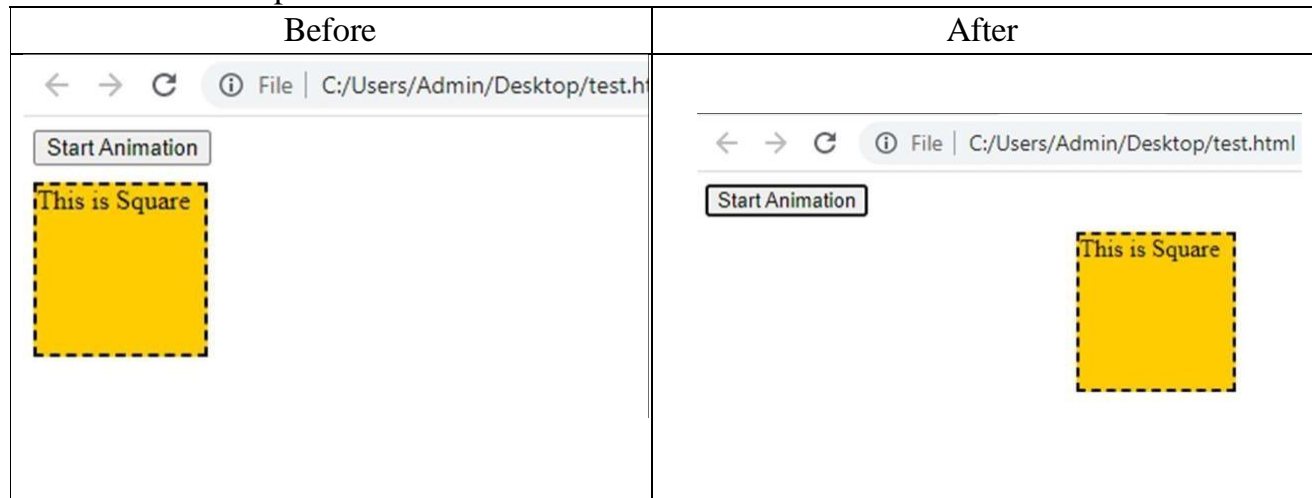 Before
After
File | C:/Users/Admin/Desktop/test.ht
Start Animation
This is Square
File | C:/Users/Admin/Desktop/test.html
Start Animation
This is Square